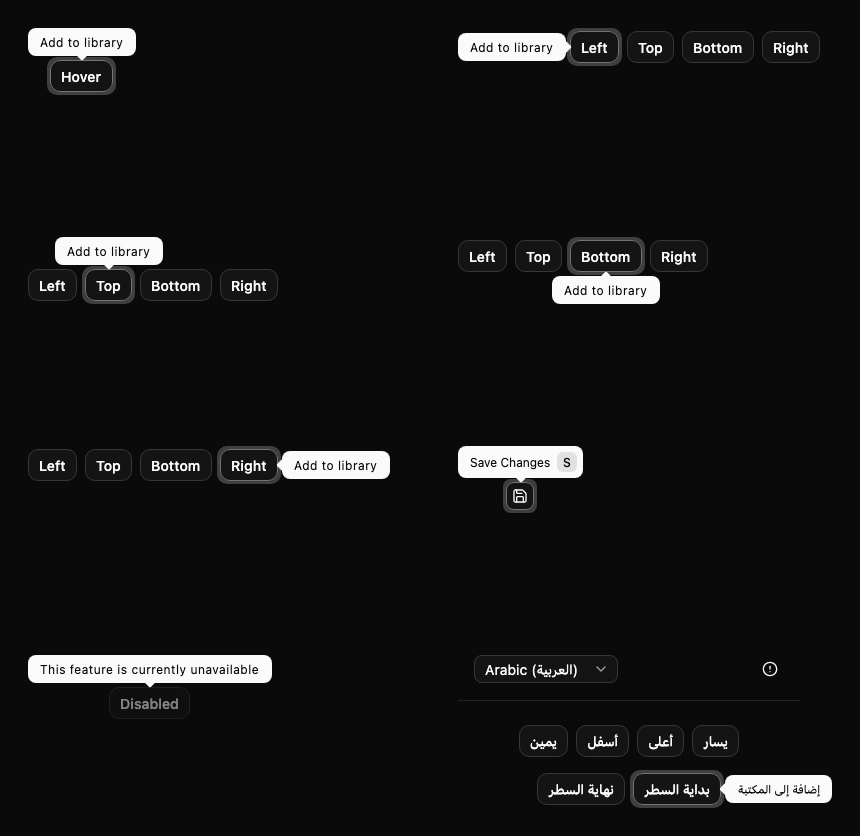 Add to library
Hover
Add to library Left Top Bottom Right
Add to library
Left Top Bottom Right
Left Top Bottom Right
Add to library
Left Top Bottom Right Add to library
Save Changes S
This feature is currently unavailable
Disabled
Arabic (العربية)
يسار أعلى أسفل يمين
إضافة إلى المكتبة بداية السطر نهاية السطر